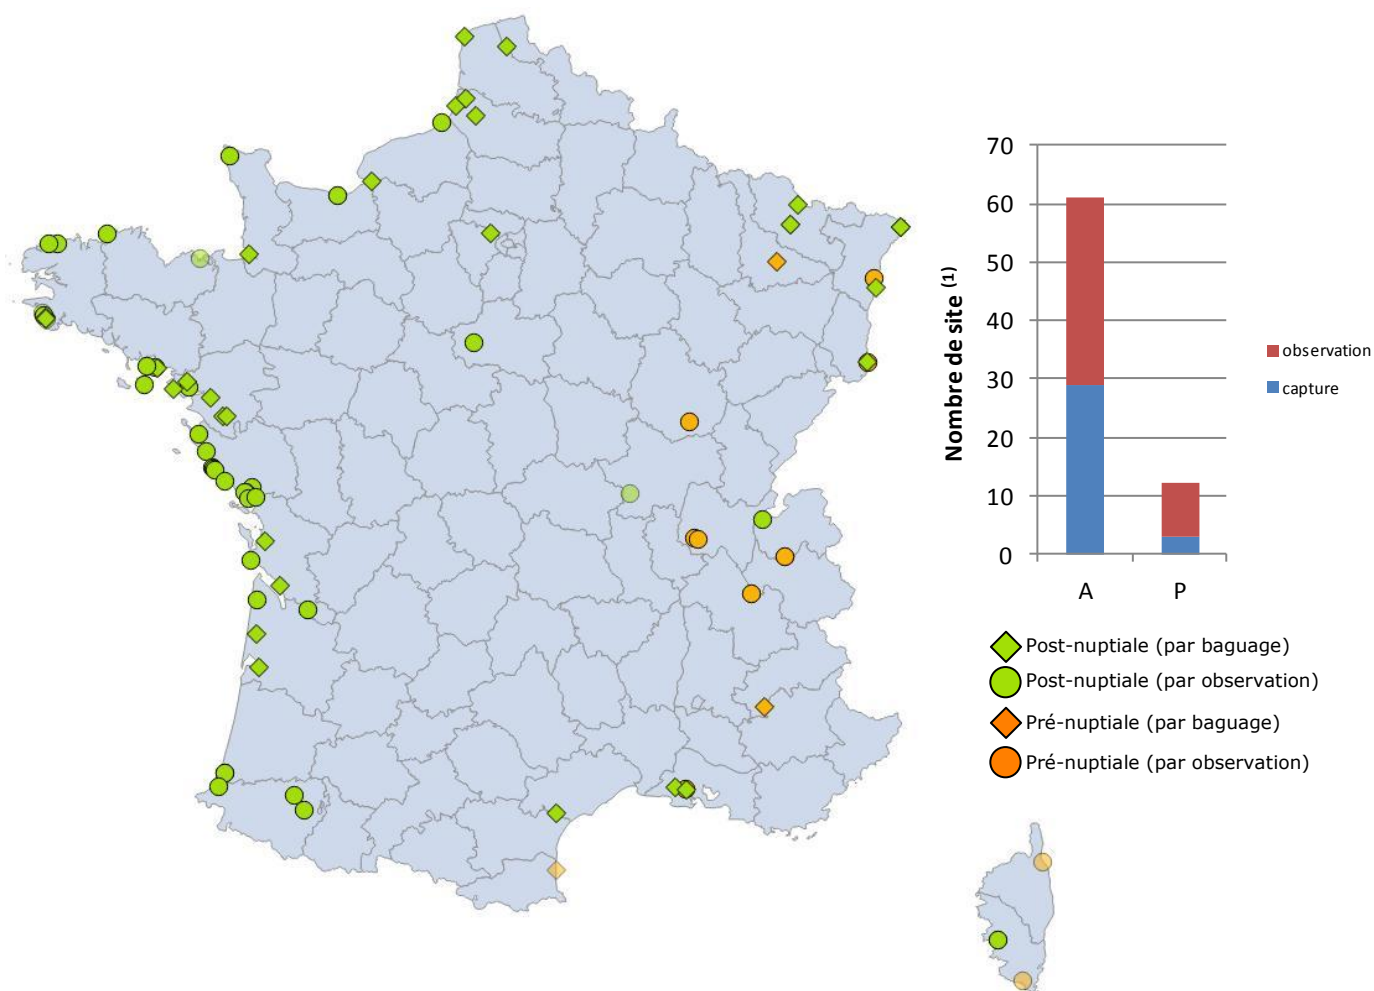 70
60
50
40
30
20
10
0
Nombre de site (1)
A
P
observation
capture
Post-nuptiale (par baguage)
Post-nuptiale (par observation)
Pré-nuptiale (par baguage)
Pré-nuptiale (par observation)